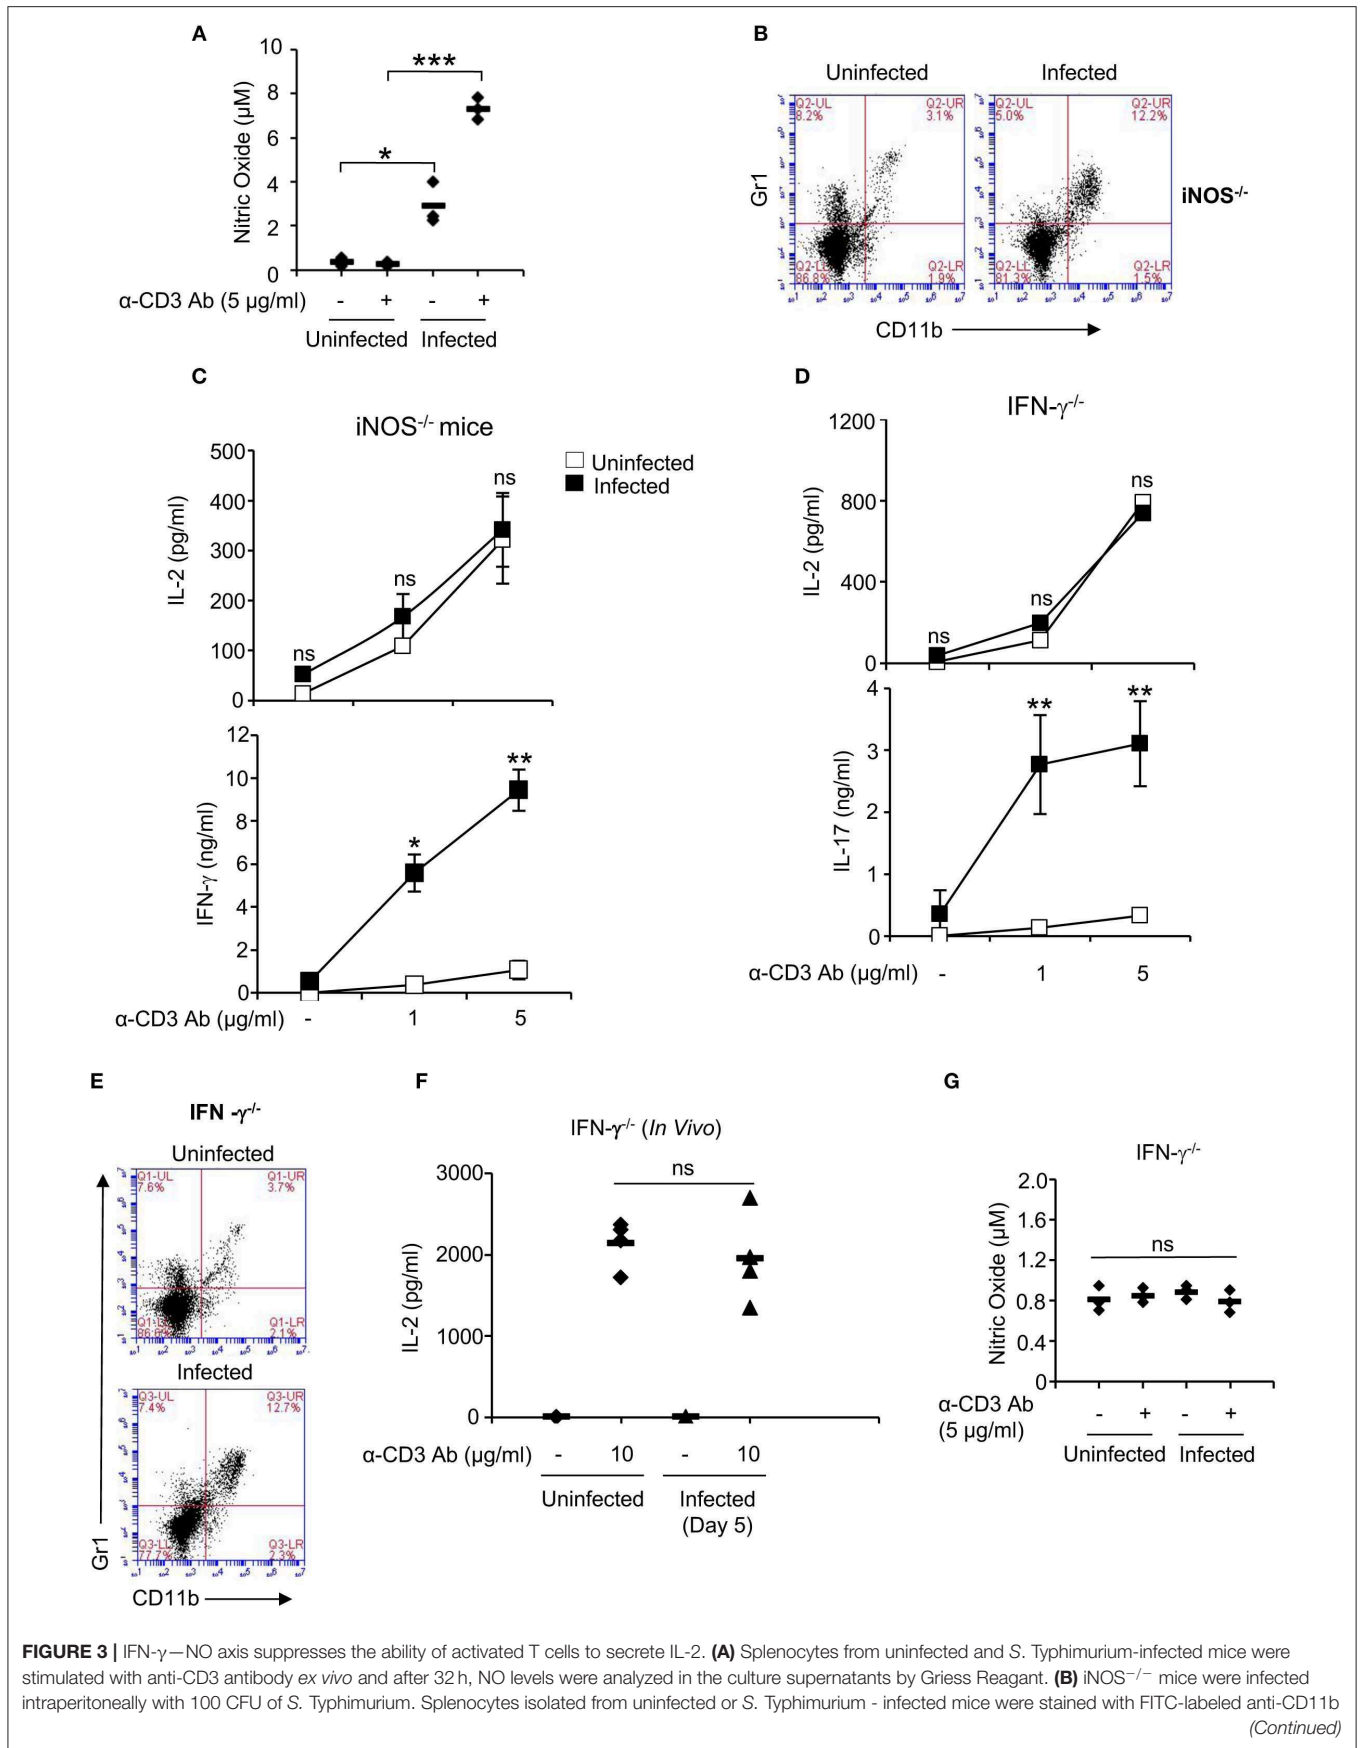 A
10
8
6
4
2
0
Nitric Oxide (µM)
*
***
α-CD3 Ab (5 µg/ml)
- + - +
Uninfected Infected
B
Uninfected Infected
Q2-UL Q2-UR
8.2% 3.1%
Q2-LR
86.8% 1.9%
Q2-UL Q2-UR
5.0% 12.2%
Q2-LR
81.3% 1.5%
Gr1
CD11b
iNOS-/-
C
iNOS-/- mice
Uninfected
Infected
500
400
300
200
100
0
IL-2 (pg/ml)
ns
ns
ns
12
10
8
6
4
2
0
IFN-γ (ng/ml)
*
**
α-CD3 Ab (µg/ml) - 1 5
D
IFN-γ-/-
1200
800
400
0
IL-2 (pg/ml)
ns
ns
ns
4
3
2
1
0
IL-17 (ng/ml)
**
**
α-CD3 Ab (µg/ml) - 1 5
E
IFN -γ-/-
Uninfected
Q1-UL Q1-UR
7.6% 3.7%
Q1-LR
86.6% 2.1%
Infected
Q3-UL Q3-UR
7.4% 12.7%
Q3-LL Q3-LR
77.7% 2.3%
Gr1
CD11b
F
IFN-γ-/- (In Vivo)
3000
2000
1000
0
IL-2 (pg/ml)
ns
α-CD3 Ab (µg/ml) - 10 - 10
Uninfected Infected
(Day 5)
G
IFN-γ-/-
2.0
1.6
1.2
0.8
0.4
0
Nitric Oxide (µM)
ns
α-CD3 Ab - + - +
(5 µg/ml)
Uninfected Infected
FIGURE 3 | IFN-γ—NO axis suppresses the ability of activated T cells to secrete IL-2. (A) Splenocytes from uninfected and S. Typhimurium-infected mice were
stimulated with anti-CD3 antibody ex vivo and after 32 h, NO levels were analyzed in the culture supernatants by Griess Reagant. (B) iNOS−/− mice were infected
intraperitoneally with 100 CFU of S. Typhimurium. Splenocytes isolated from uninfected or S. Typhimurium - infected mice were stained with FITC-labeled anti-CD11b
(Continued)